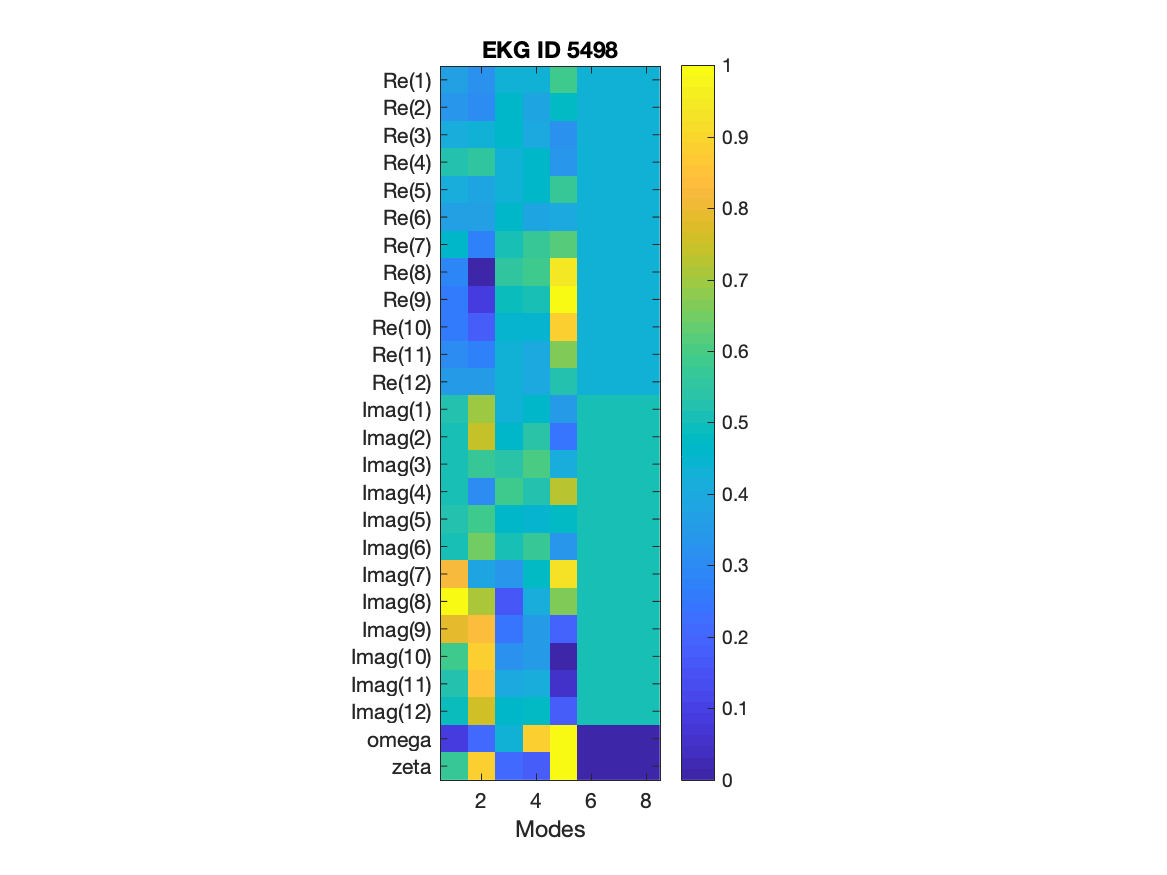 EKG ID 5498
Re(1)
Re(2)
Re(3)
Re(4)
Re(5)
Re(6)
Re(7)
Re(8)
Re(9)
Re(10)
Re(11)
Re(12)
Imag(1)
Imag(2)
Imag(3)
Imag(4)
Imag(5)
Imag(6)
Imag(7)
Imag(8)
Imag(9)
Imag(10)
Imag(11)
Imag(12)
omega
zeta
2 4 6 8
Modes
1
0.9
0.8
0.7
0.6
0.5
0.4
0.3
0.2
0.1
0